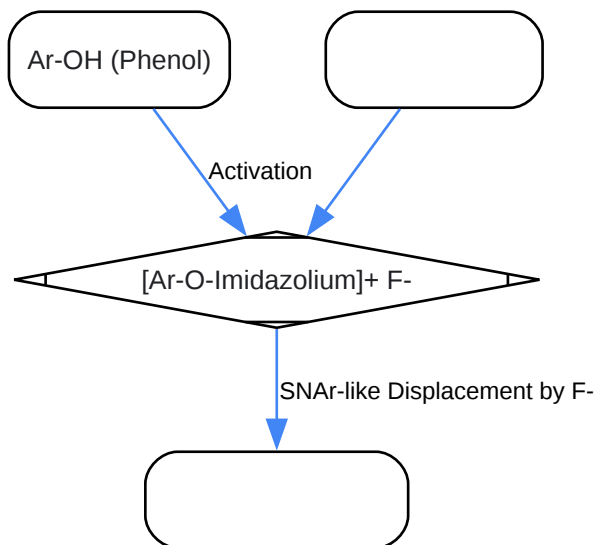 Ar-OH (Phenol)
Activation
[Ar-O-Imidazolium]+ F-
SNAr-like Displacement by F-